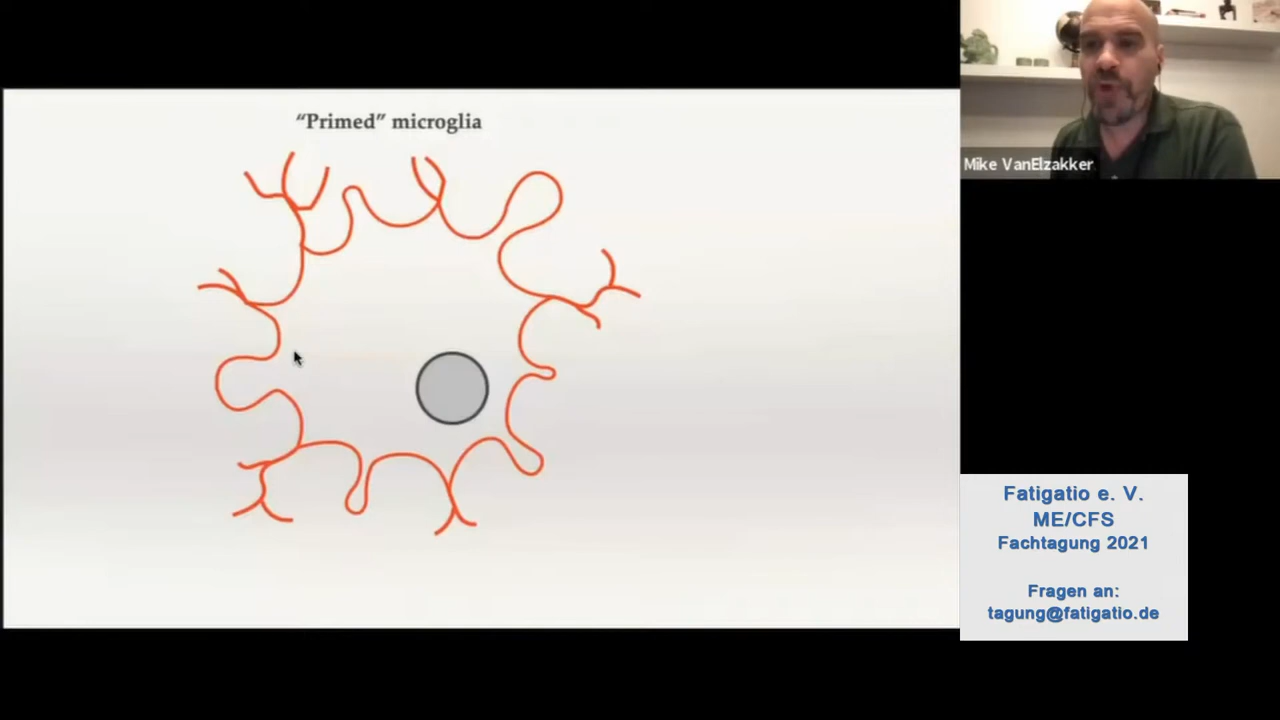 “Primed” microglia
Mike VanElzakker
Fatigatio e. V.
ME/CFS
Fachtagung 2021
Fragen an:
tagung@fatigatio.de